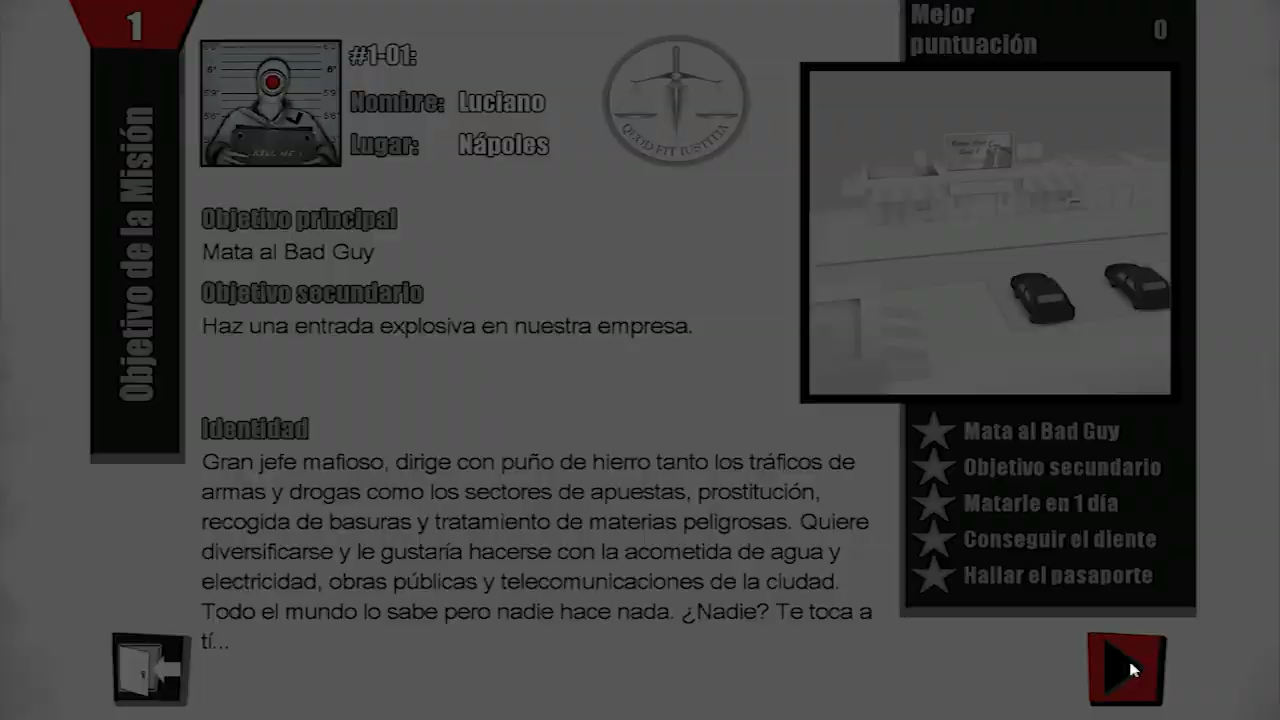 1
Objetivo de la Misión
#1-01:
Nombre: Luciano
Lugar: Nápoles
QUOD FIT IUSTITIA
Objetivo principal
Mata al Bad Guy
Objetivo secundario
Haz una entrada explosiva en nuestra empresa.
Identidad
Gran jefe mafioso, dirige con puño de hierro tanto los tráficos de
armas y drogas como los sectores de apuestas, prostitución,
recogida de basuras y tratamiento de materias peligrosas. Quiere
diversificarse y le gustaría hacerse con la acometida de agua y
electricidad, obras públicas y telecomunicaciones de la ciudad.
Todo el mundo lo sabe pero nadie hace nada. ¿Nadie? Te toca a
tí...
Mejor
puntuación
0
Mata al Bad Guy
Objetivo secundario
Matarle en 1 día
Conseguir el diente
Hallar el pasaporte